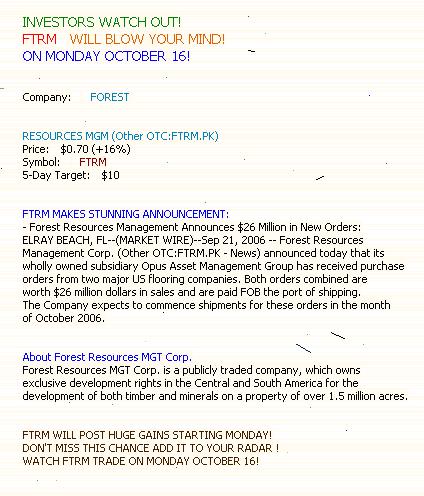 INVESTORS WATCH OUT!
FTRM WILL BLOW YOUR MIND!
ON MONDAY OCTOBER 16!
Company: FOREST
RESOURCES MGM (Other OTC:FTRM.PK)
Price: $0.70 (+16%)
Symbol: FTRM
5-Day Target: $10
FTRM MAKES STUNNING ANNOUNCEMENT:
- Forest Resources Management Announces $26 Million in New Orders:
ELRAY BEACH, FL--(MARKET WIRE)--Sep 21, 2006 -- Forest Resources
Management Corp. (Other OTC:FTRM.PK - News) announced today that its
wholly owned subsidiary Opus Asset Management Group has received purchase
orders from two major US flooring companies. Both orders combined are
worth $26 million dollars in sales and are paid FOB the port of shipping.
The Company expects to commence shipments for these orders in the month
of October 2006.
About Forest Resources MGT Corp.
Forest Resources MGT Corp. is a publicly traded company, which owns
exclusive development rights in the Central and South America for the
development of both timber and minerals on a property of over 1.5 million acres.
FTRM WILL POST HUGE GAINS STARTING MONDAY!
DON'T MISS THIS CHANCE ADD IT TO YOUR RADAR !
WATCH FTRM TRADE ON MONDAY OCTOBER 16!